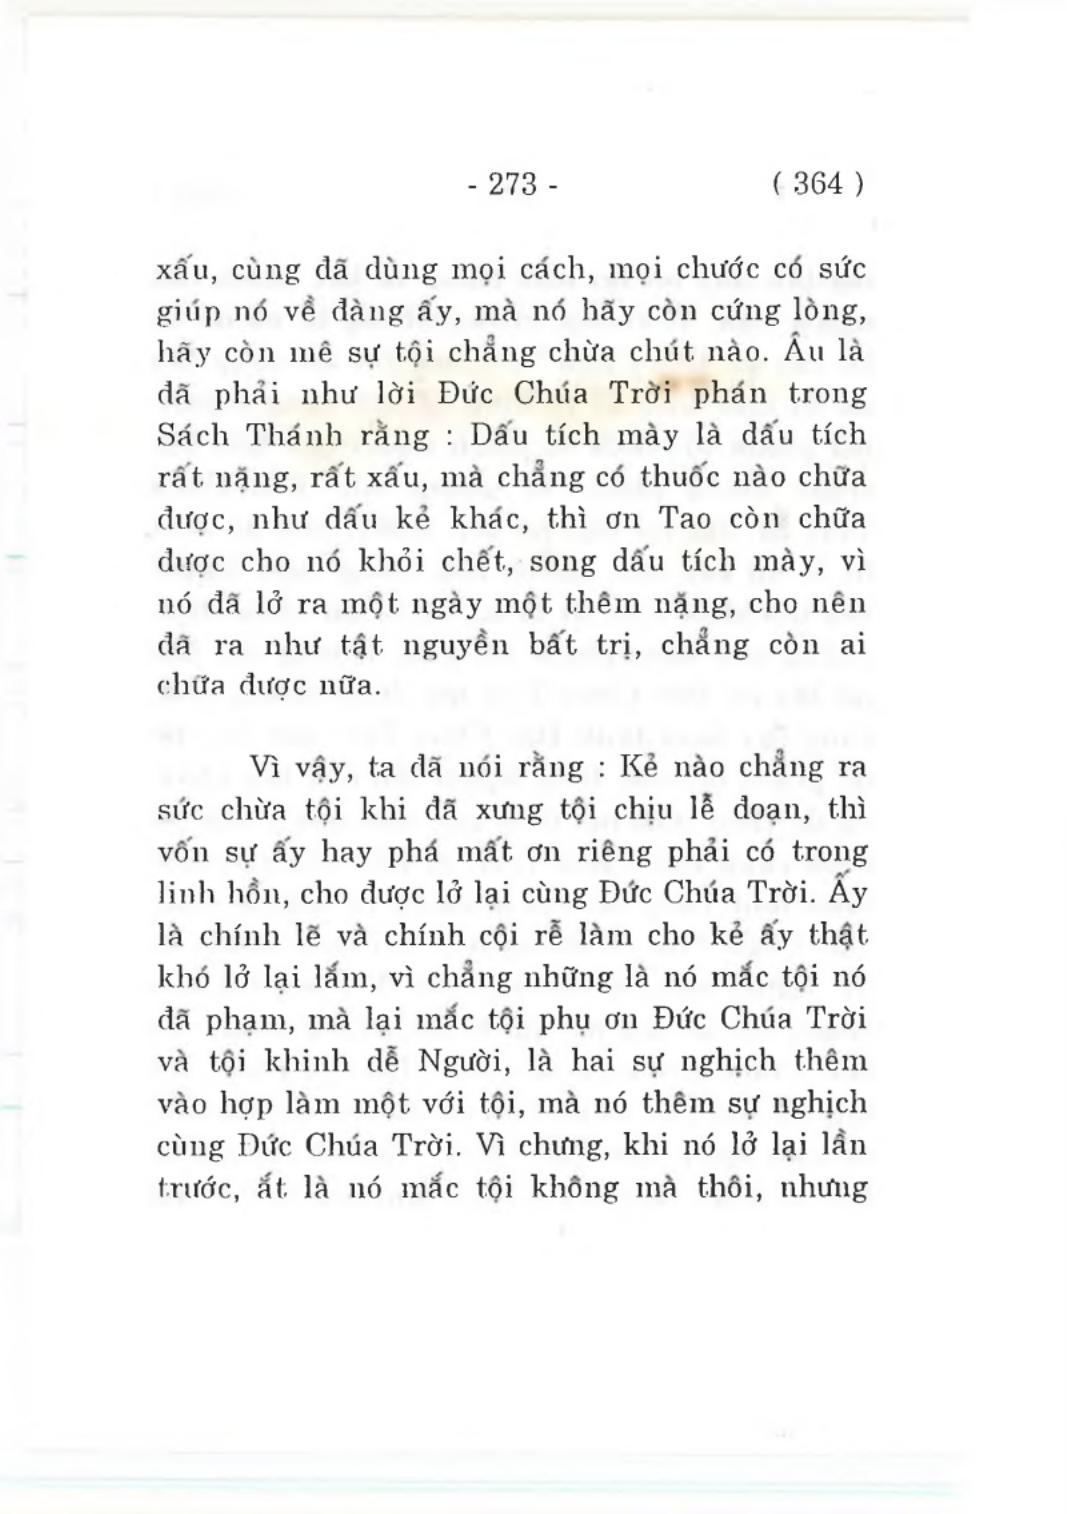 - 273 - ( 364 )
xấu, cùng đã dùng mọi cách, mọi chước có sức
giúp nó về đàng ấy, mà nó hãy còn cứng lòng,
hãy còn mê sự tội chẳng chừa chút nào. Âu là
đã phải như lời Đức Chúa Trời phán trong
Sách Thánh rằng : Dấu tích mày là dấu tích
rất nặng, rất xấu, mà chẳng có thuốc nào chữa
được, như dấu kẻ khác, thì ơn Tao còn chữa
được cho nó khỏi chết, song dấu tích mày, vì
nó đã lở ra một ngày một thêm nặng, cho nên
đã ra như tật nguyền bất trị, chẳng còn ai
chữa được nữa.
Vì vậy, ta đã nói rằng : Kẻ nào chẳng ra
sức chừa tội khi đã xưng tội chịu lễ đoạn, thì
vốn sự ấy hay phá mất ơn riêng phải có trong
linh hồn, cho được lở lại cùng Đức Chúa Trời. Ấy
là chính lẽ và chính cội rễ làm cho kẻ ấy thật
khó lở lại lắm, vì chẳng những là nó mắc tội nó
đã phạm, mà lại mắc tội phụ ơn Đức Chúa Trời
và tội khinh dễ Người, là hai sự nghịch thêm
vào hợp làm một với tội, mà nó thêm sự nghịch
cùng Đức Chúa Trời. Vì chưng, khi nó lở lại lần
trước, ắt là nó mắc tội không mà thôi, nhưng